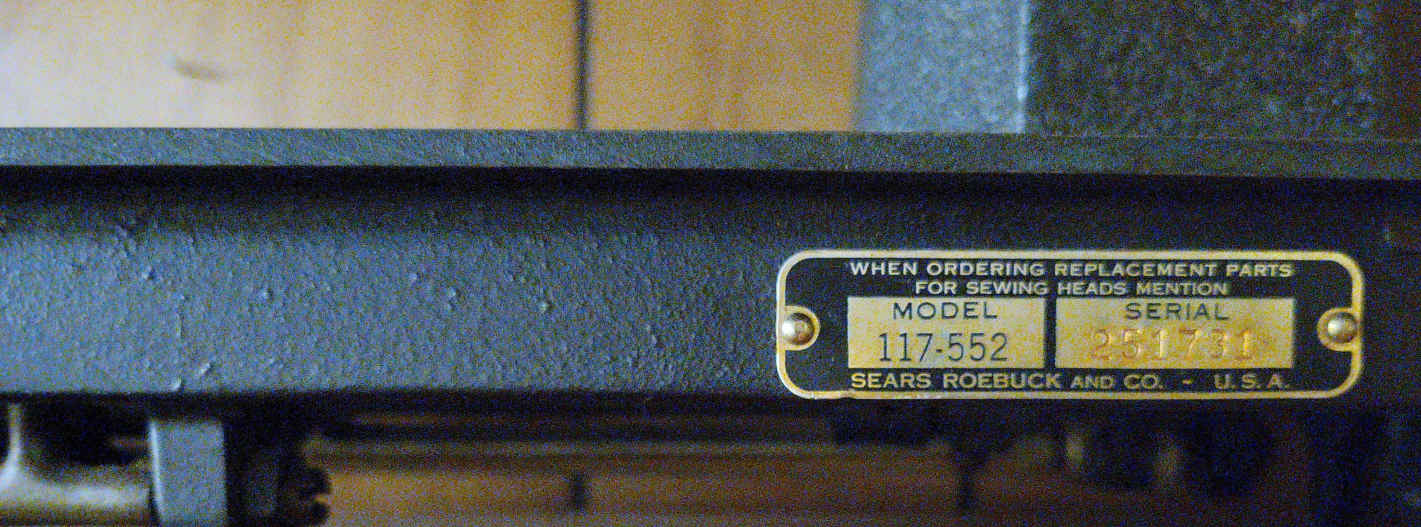 WHEN ORDERING REPLACEMENT PARTS
FOR SEWING HEADS MENTION
MODEL SERIAL
117-552 251731
SEARS ROEBUCK AND CO. - U.S.A.